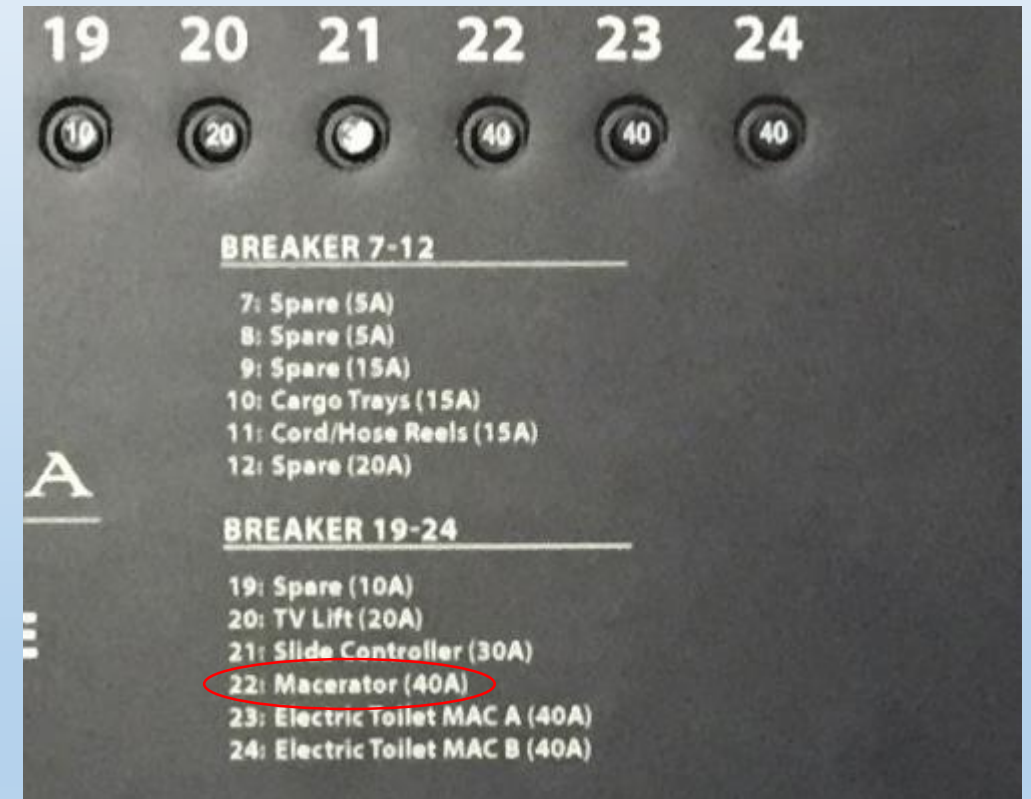 19 20 21 22 23 24
10 20 30 40 40 40
BREAKER 7-12
7: Spare (5A)
8: Spare (5A)
9: Spare (15A)
10: Cargo Trays (15A)
11: Cord/Hose Reels (15A)
12: Spare (20A)
A
BREAKER 19-24
19: Spare (10A)
20: TV Lift (20A)
E
21: Slide Controller (30A)
22: Macerator (40A)
23: Electric Toilet MAC A (40A)
24: Electric Toilet MAC B (40A)